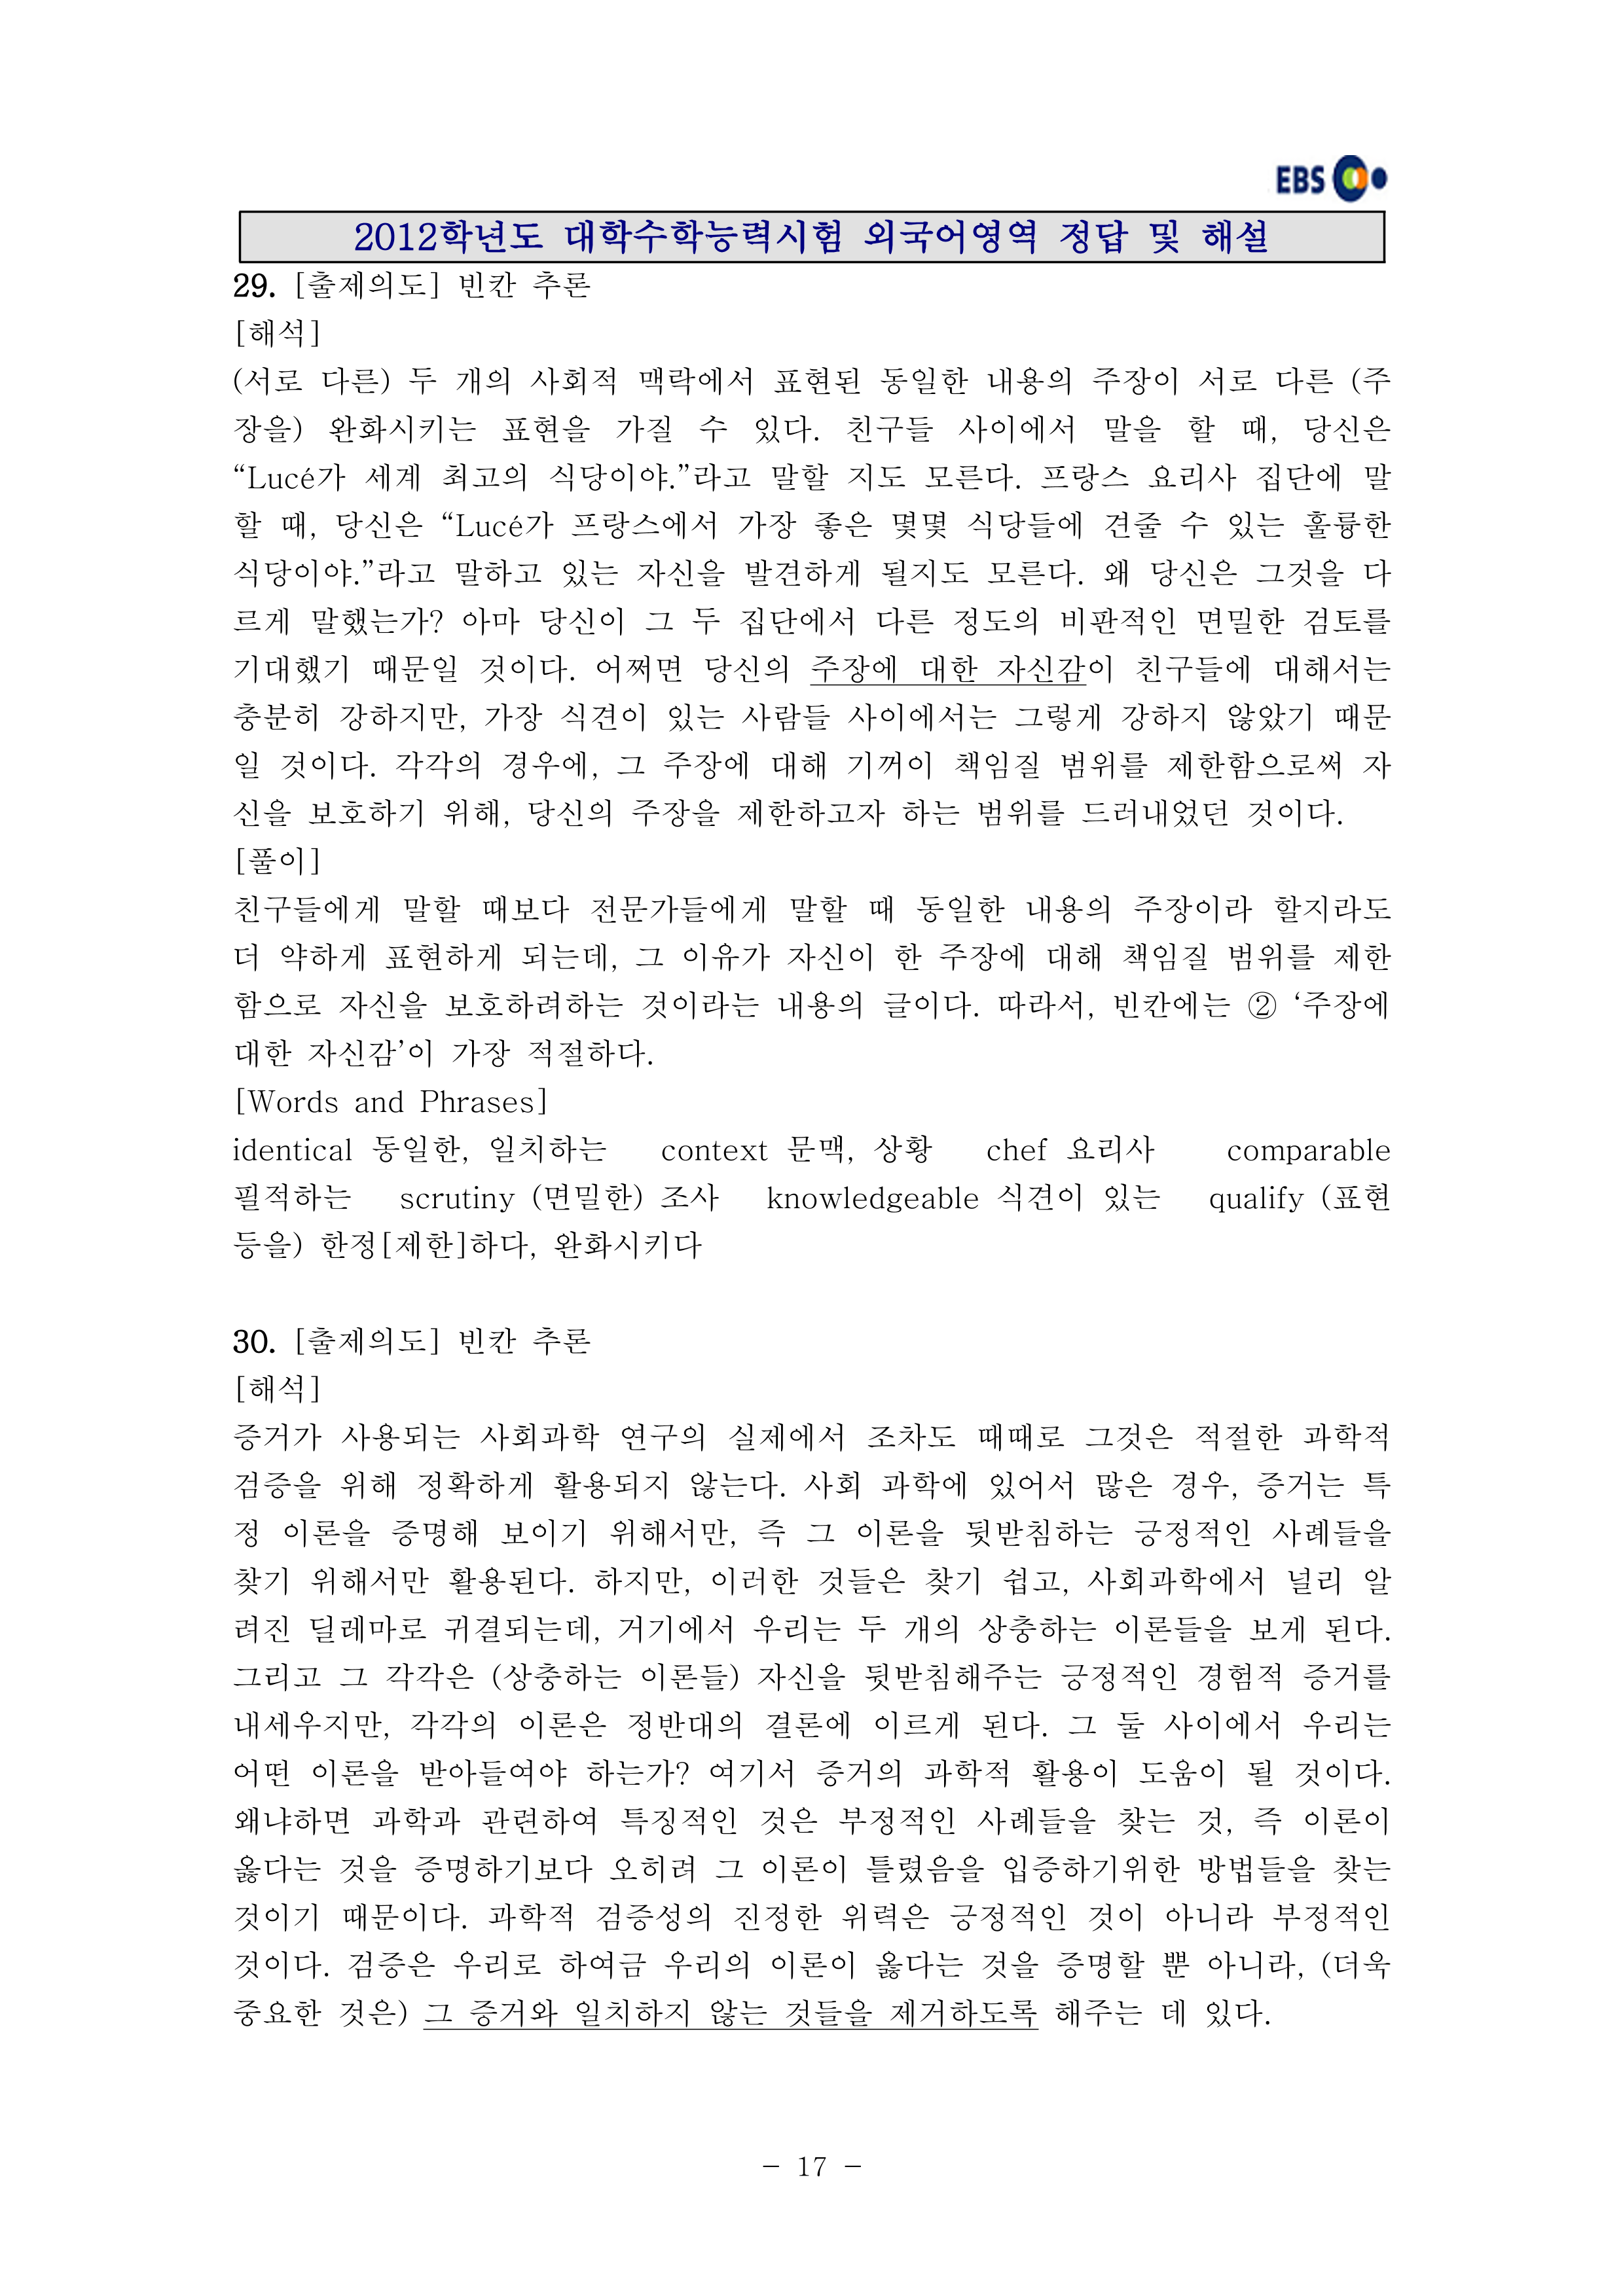 EBS
2012학년도 대학수학능력시험 외국어영역 정답 및 해설
29. [출제의도] 빈칸 추론
[해석]
(서로 다른) 두 개의 사회적 맥락에서 표현된 동일한 내용의 주장이 서로 다른 (주
장을) 완화시키는 표현을 가질 수 있다. 친구들 사이에서 말을 할 때, 당신은
“Lucé가 세계 최고의 식당이야.”라고 말할 지도 모른다. 프랑스 요리사 집단에 말
할 때, 당신은 “Lucé가 프랑스에서 가장 좋은 몇몇 식당들에 견줄 수 있는 훌륭한
식당이야.”라고 말하고 있는 자신을 발견하게 될지도 모른다. 왜 당신은 그것을 다
르게 말했는가? 아마 당신이 그 두 집단에서 다른 정도의 비판적인 면밀한 검토를
기대했기 때문일 것이다. 어쩌면 당신의 주장에 대한 자신감이 친구들에 대해서는
충분히 강하지만, 가장 식견이 있는 사람들 사이에서는 그렇게 강하지 않았기 때문
일 것이다. 각각의 경우에, 그 주장에 대해 기꺼이 책임질 범위를 제한함으로써 자
신을 보호하기 위해, 당신의 주장을 제한하고자 하는 범위를 드러내었던 것이다.
[풀이]
친구들에게 말할 때보다 전문가들에게 말할 때 동일한 내용의 주장이라 할지라도
더 약하게 표현하게 되는데, 그 이유가 자신이 한 주장에 대해 책임질 범위를 제한
함으로 자신을 보호하려하는 것이라는 내용의 글이다. 따라서, 빈칸에는 ② ‘주장에
대한 자신감’이 가장 적절하다.
[Words and Phrases]
identical 동일한, 일치하는 context 문맥, 상황 chef 요리사 comparable
필적하는 scrutiny (면밀한) 조사 knowledgeable 식견이 있는 qualify (표현
등을) 한정[제한]하다, 완화시키다
30. [출제의도] 빈칸 추론
[해석]
증거가 사용되는 사회과학 연구의 실제에서 조차도 때때로 그것은 적절한 과학적
검증을 위해 정확하게 활용되지 않는다. 사회 과학에 있어서 많은 경우, 증거는 특
정 이론을 증명해 보이기 위해서만, 즉 그 이론을 뒷받침하는 긍정적인 사례들을
찾기 위해서만 활용된다. 하지만, 이러한 것들은 찾기 쉽고, 사회과학에서 널리 알
려진 딜레마로 귀결되는데, 거기에서 우리는 두 개의 상충하는 이론들을 보게 된다.
그리고 그 각각은 (상충하는 이론들) 자신을 뒷받침해주는 긍정적인 경험적 증거를
내세우지만, 각각의 이론은 정반대의 결론에 이르게 된다. 그 둘 사이에서 우리는
어떤 이론을 받아들여야 하는가? 여기서 증거의 과학적 활용이 도움이 될 것이다.
왜냐하면 과학과 관련하여 특징적인 것은 부정적인 사례들을 찾는 것, 즉 이론이
옳다는 것을 증명하기보다 오히려 그 이론이 틀렸음을 입증하기위한 방법들을 찾는
것이기 때문이다. 과학적 검증성의 진정한 위력은 긍정적인 것이 아니라 부정적인
것이다. 검증은 우리로 하여금 우리의 이론이 옳다는 것을 증명할 뿐 아니라, (더욱
중요한 것은) 그 증거와 일치하지 않는 것들을 제거하도록 해주는 데 있다.
- 17 -